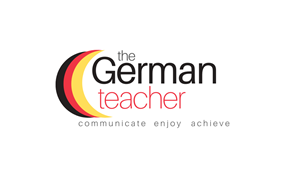 the
German
teacher
communicate enjoy achieve